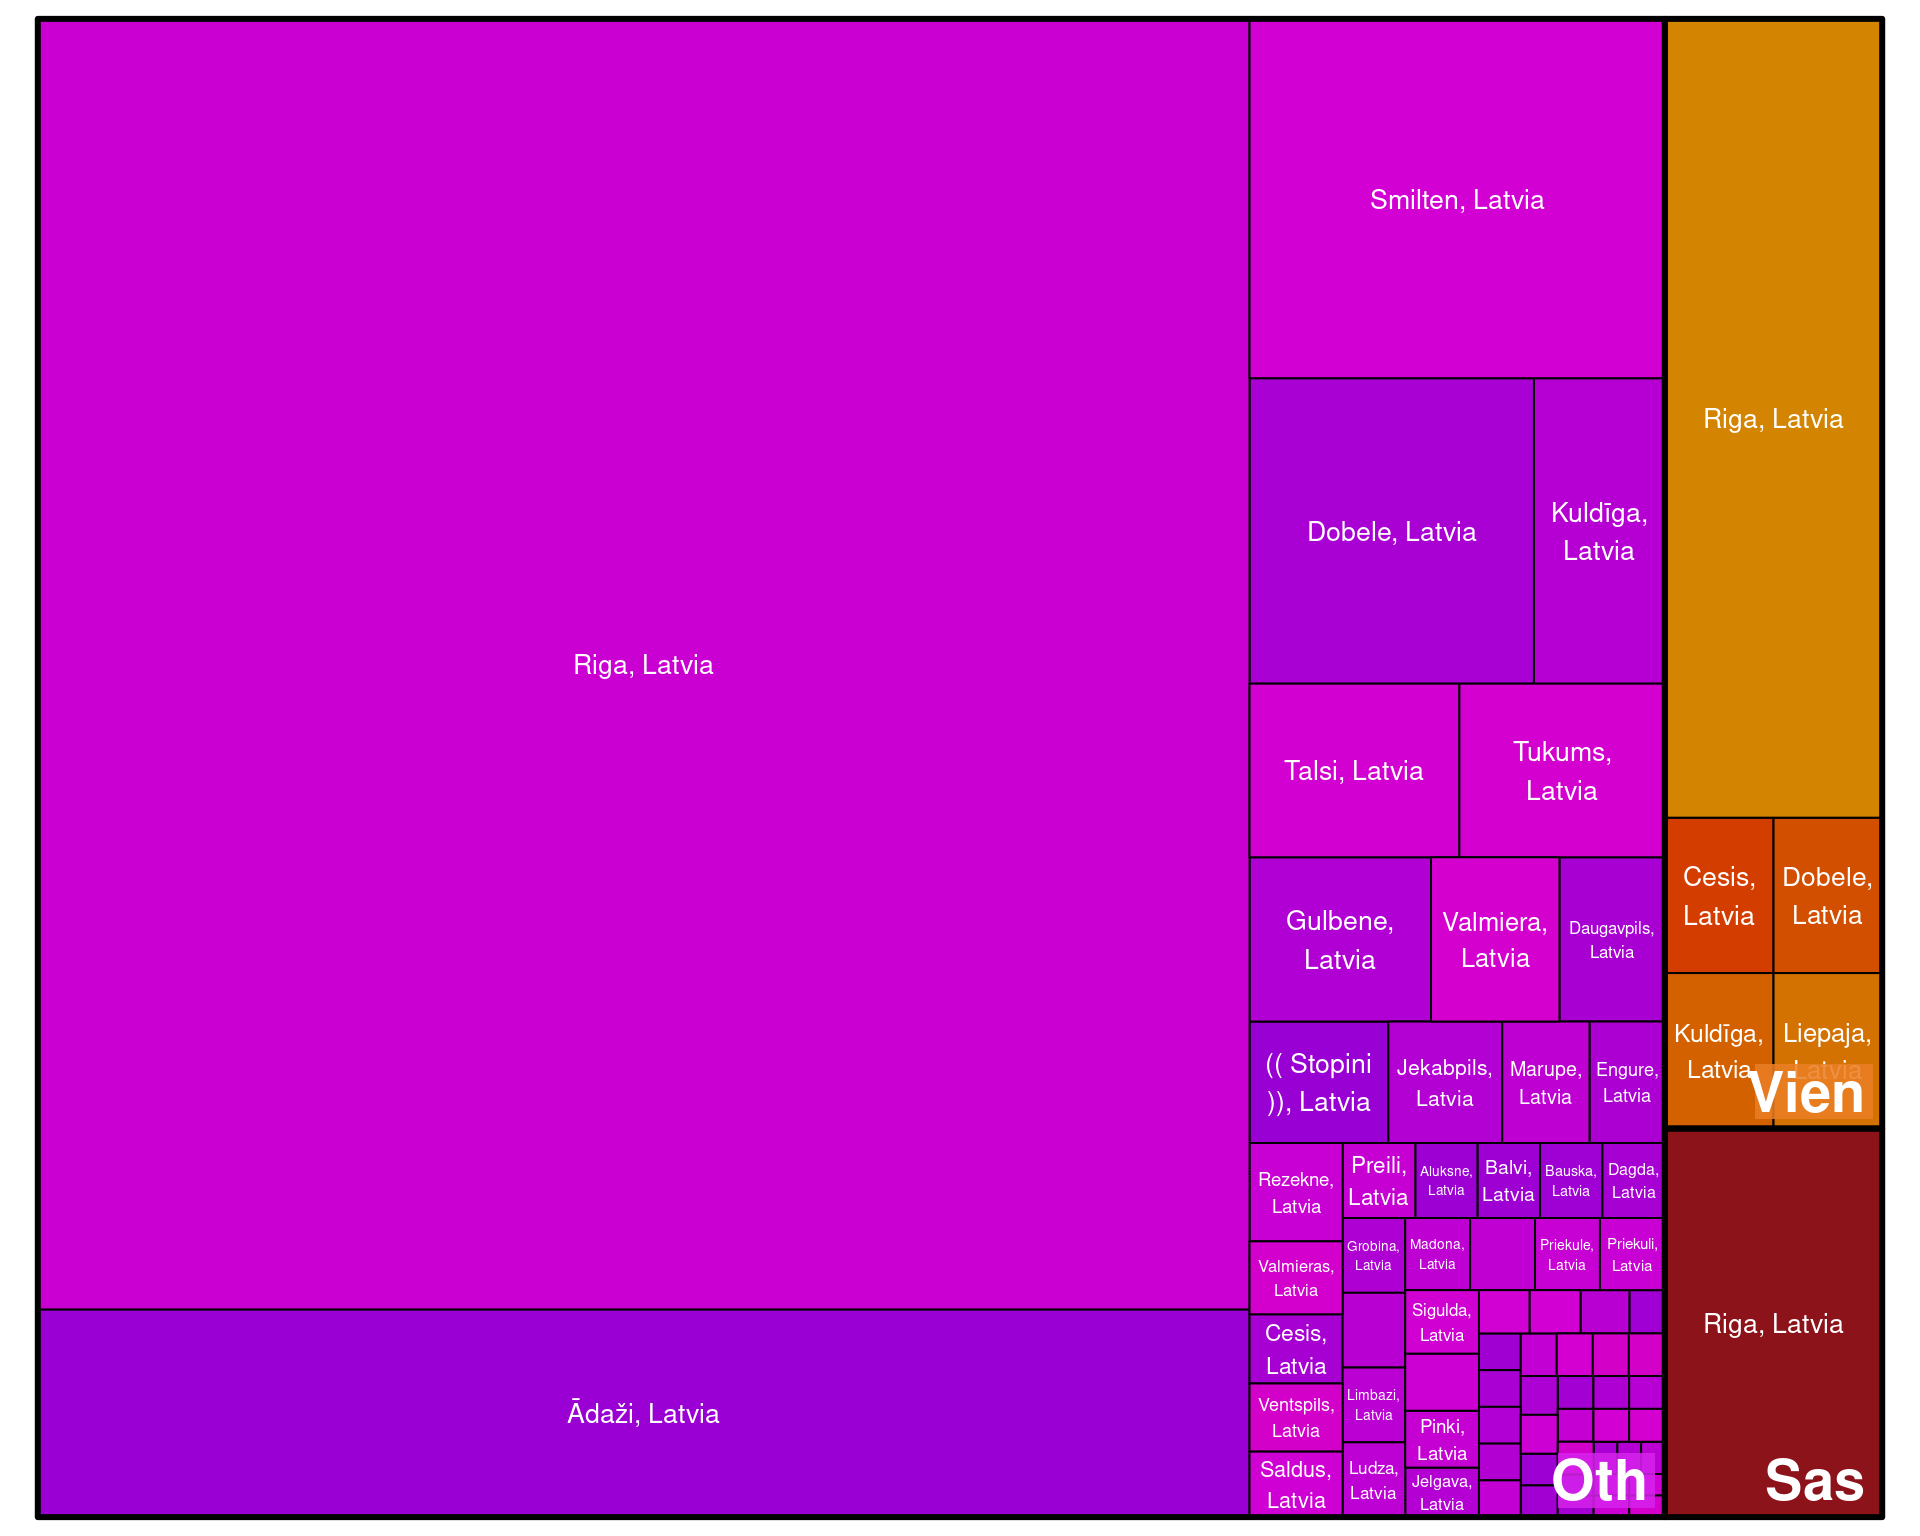 Riga, Latvia
Ādaži, Latvia
Smilten, Latvia
Dobele, Latvia
Kuldīga,
Latvia
Talsi, Latvia
Tukums,
Latvia
Gulbene,
Latvia
Valmiera,
Latvia
Daugavpils,
Latvia
(( Stopini
)), Latvia
Jekabpils,
Latvia
Marupe,
Latvia
Engure,
Latvia
Rezekne,
Latvia
Valmieras,
Latvia
Cesis,
Latvia
Ventspils,
Latvia
Saldus,
Latvia
Preili,
Latvia
Aluksne,
Latvia
Balvi,
Latvia
Bauska,
Latvia
Dagda,
Latvia
Grobina,
Latvia
Madona,
Latvia
Priekule,
Latvia
Priekuli,
Latvia
Limbazi,
Latvia
Ludza,
Latvia
Sigulda,
Latvia
Pinki,
Latvia
Jelgava,
Latvia
Oth
Riga, Latvia
Cesis,
Latvia
Dobele,
Latvia
Kuldīga,
Latvia
Liepaja,
Latvia
Vien
Riga, Latvia
Sas